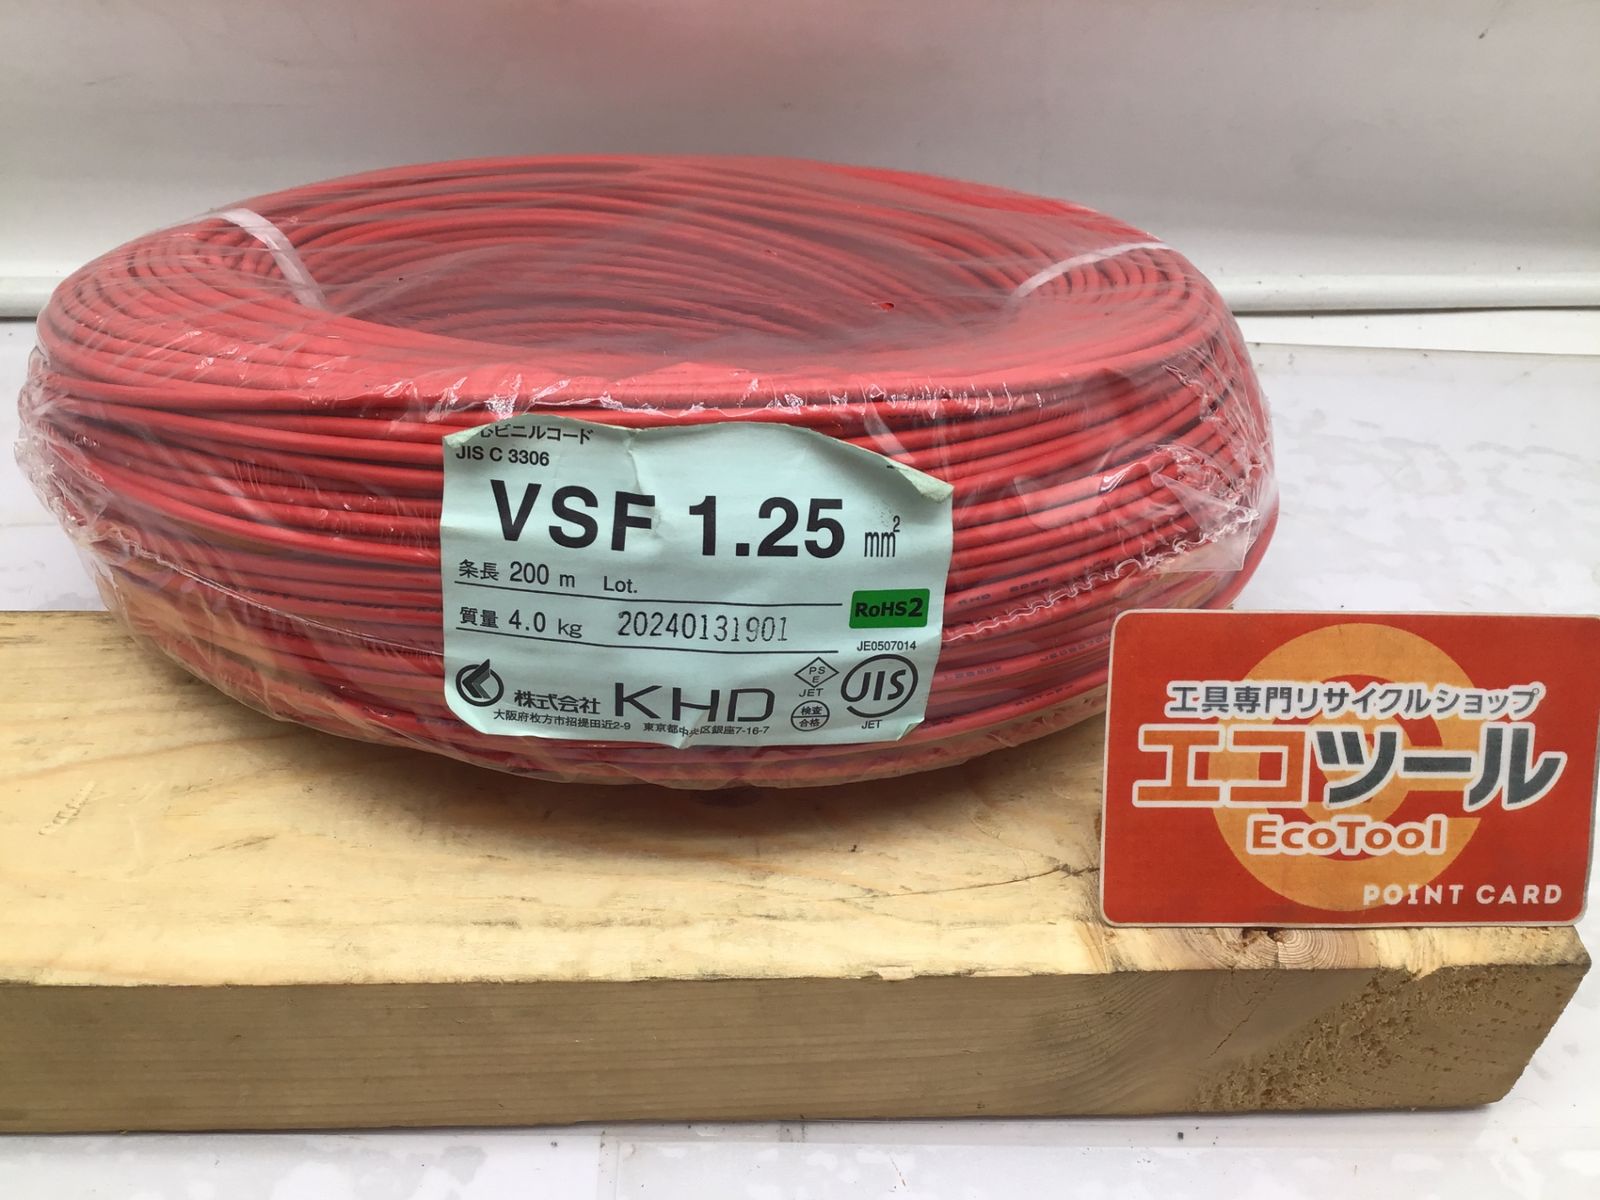 心ビニルコード
JIS C 3306
VSF 1.25 mm²
条長 200 m Lot.
質量 4.0 kg 20240131901
RoHS2
JE0507014
PS E
JET
検査
合格
JIS
JET
株式会社 KHD
大阪府枚方市招提田近2-9 東京都中央区銀座7-16-7
工具専門リサイクルショップ
エコツール
EcoTool
POINT CARD